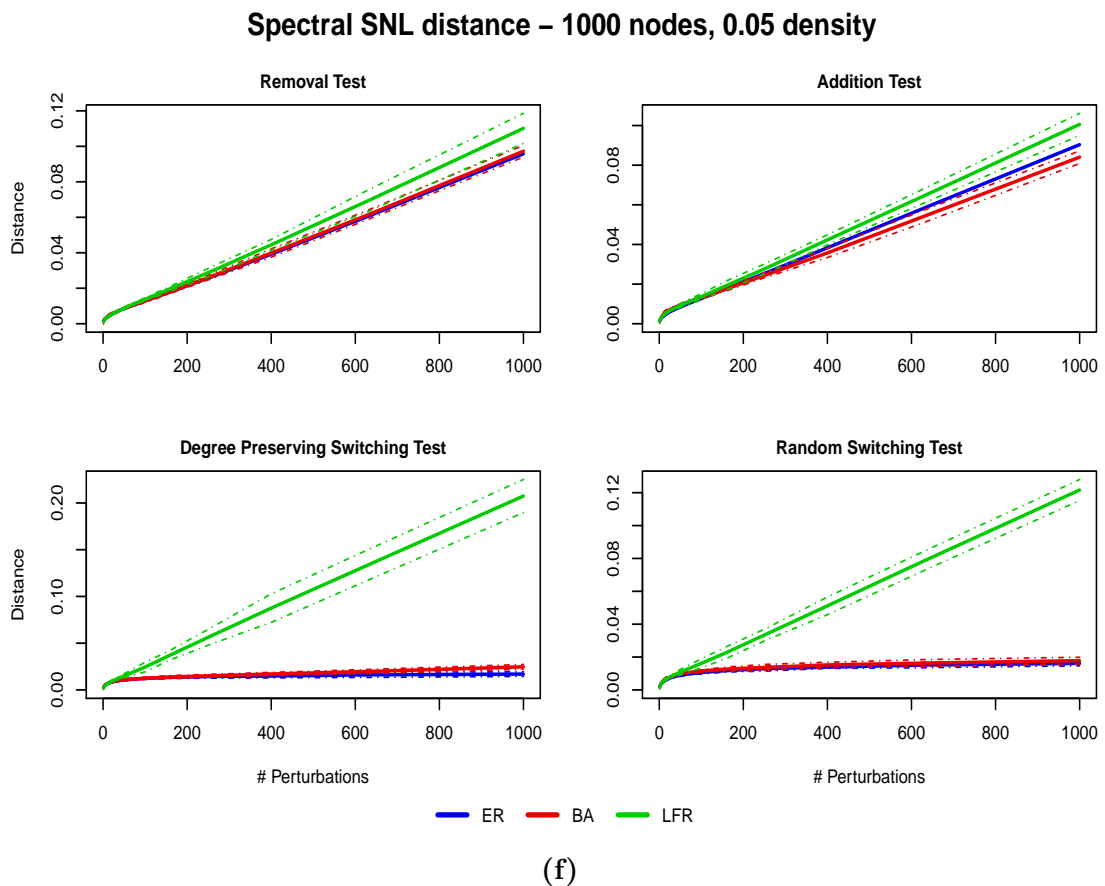 Spectral SNL distance – 1000 nodes, 0.05 density
Removal Test
Addition Test
Distance
0.00 0.04 0.08 0.12
0 200 400 600 800 1000
0.00 0.04 0.08
0 200 400 600 800 1000
Degree Preserving Switching Test
Random Switching Test
Distance
0.00 0.10 0.20
0 200 400 600 800 1000
# Perturbations
0.00 0.04 0.08 0.12
0 200 400 600 800 1000
# Perturbations
ER BA LFR
(f)